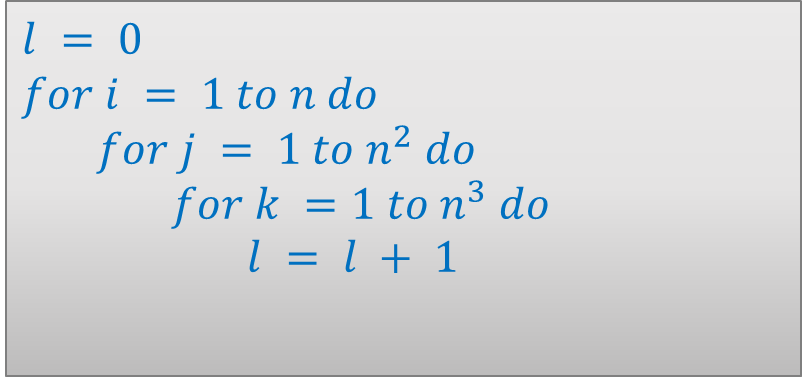 l = 0
for i = 1 to n do
for j = 1 to n² do
for k = 1 to n³ do
l = l + 1